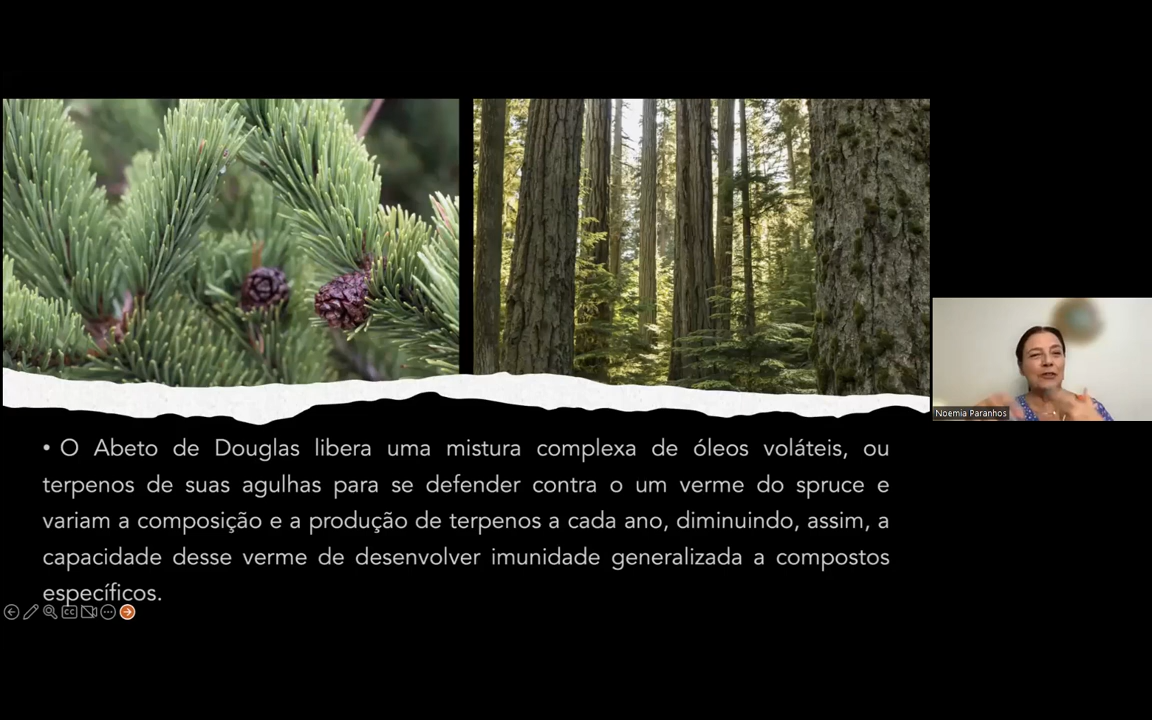 Noemia Paranhos
• O Abeto de Douglas libera uma mistura complexa de óleos voláteis, ou
terpenos de suas agulhas para se defender contra o um verme do spruce e
variam a composição e a produção de terpenos a cada ano, diminuindo, assim, a
capacidade desse verme de desenvolver imunidade generalizada a compostos
específicos.
CC